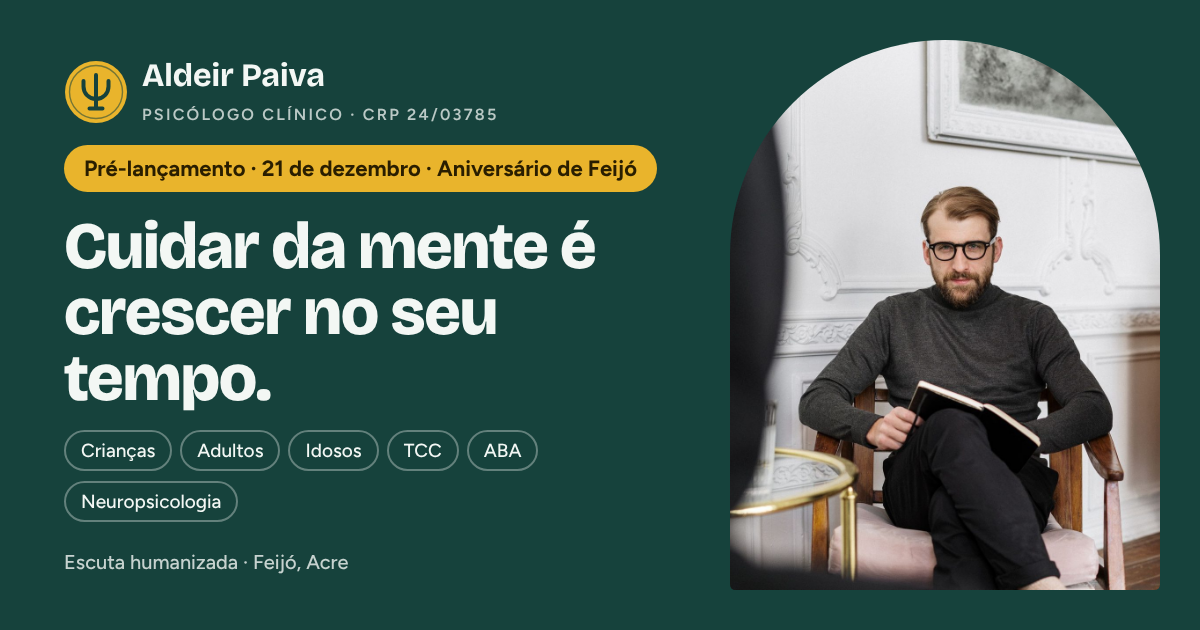 Aldeir Paiva
PSICÓLOGO CLÍNICO · CRP 24/03785
Pré-lançamento · 21 de dezembro · Aniversário de Feijó
Cuidar da mente é
crescer no seu
tempo.
Crianças
Adultos
Idosos
TCC
ABA
Neuropsicologia
Escuta humanizada · Feijó, Acre